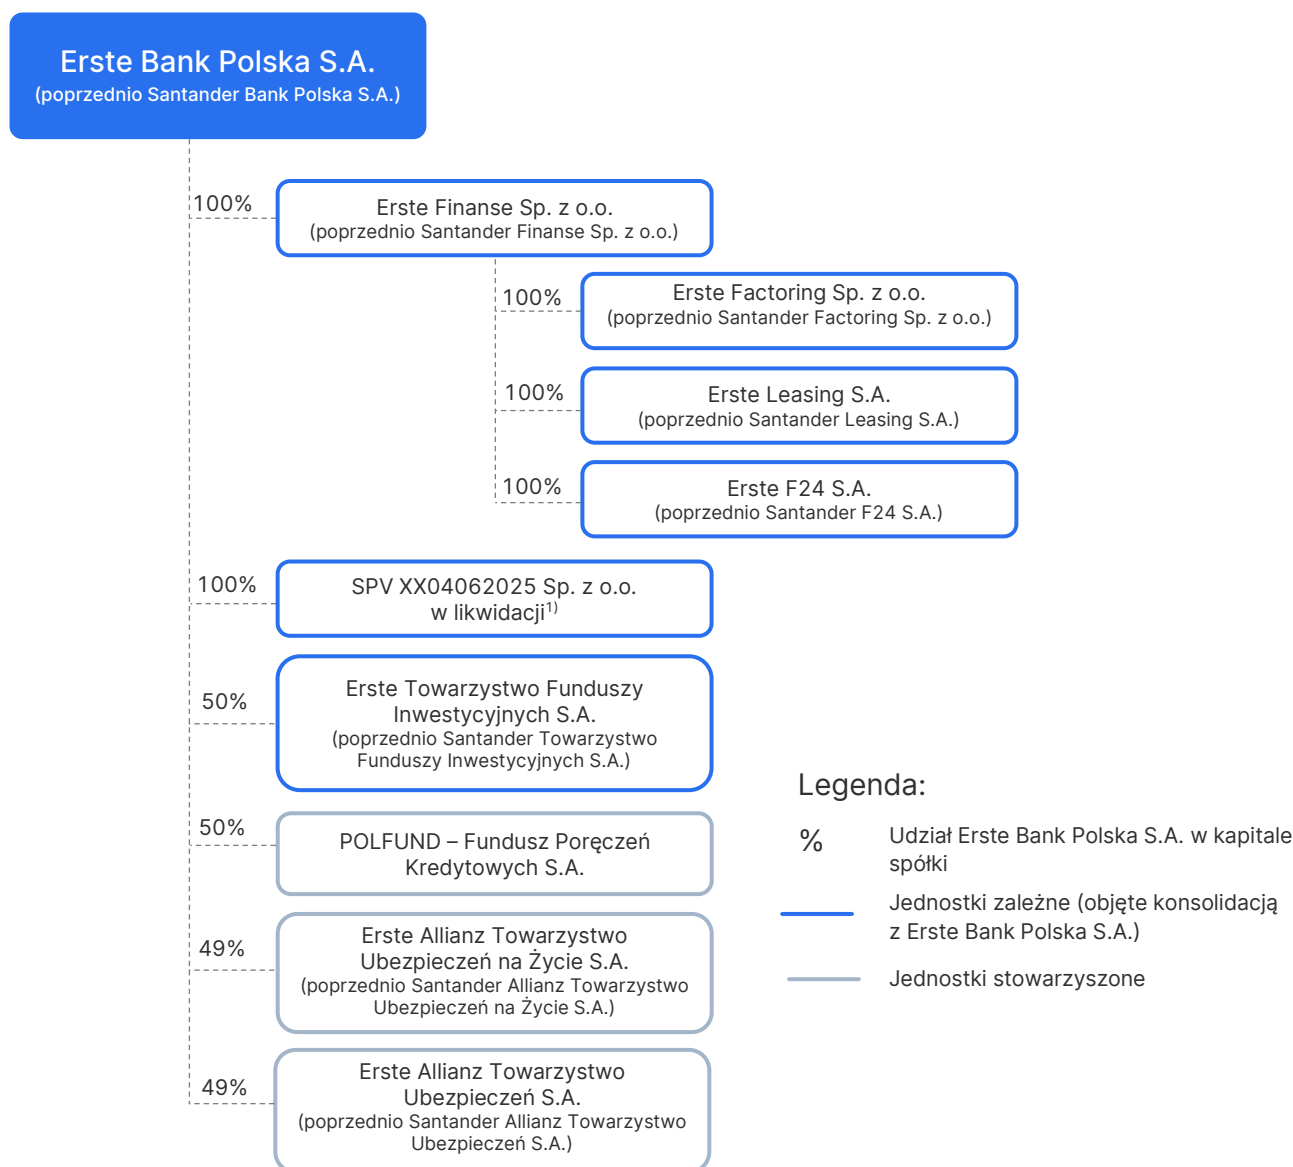 Erste Bank Polska S.A.
(poprzednio Santander Bank Polska S.A.)
100%
Erste Finanse Sp. z o.o.
(poprzednio Santander Finanse Sp. z o.o.)
100%
Erste Factoring Sp. z o.o.
(poprzednio Santander Factoring Sp. z o.o.)
100%
Erste Leasing S.A.
(poprzednio Santander Leasing S.A.)
100%
Erste F24 S.A.
(poprzednio Santander F24 S.A.)
100%
SPV XX04062025 Sp. z o.o.
w likwidacji¹⁾
50%
Erste Towarzystwo Funduszy
Inwestycyjnych S.A.
(poprzednio Santander Towarzystwo
Funduszy Inwestycyjnych S.A.)
50%
POLFUND – Fundusz Poręczeń
Kredytowych S.A.
49%
Erste Allianz Towarzystwo
Ubezpieczeń na Życie S.A.
(poprzednio Santander Allianz Towarzystwo
Ubezpieczeń na Życie S.A.)
49%
Erste Allianz Towarzystwo
Ubezpieczeń S.A.
(poprzednio Santander Allianz Towarzystwo
Ubezpieczeń S.A.)
Legenda:
%
Udział Erste Bank Polska S.A. w kapitale
spółki
Jednostki zależne (objęte konsolidacją
z Erste Bank Polska S.A.)
Jednostki stowarzyszone